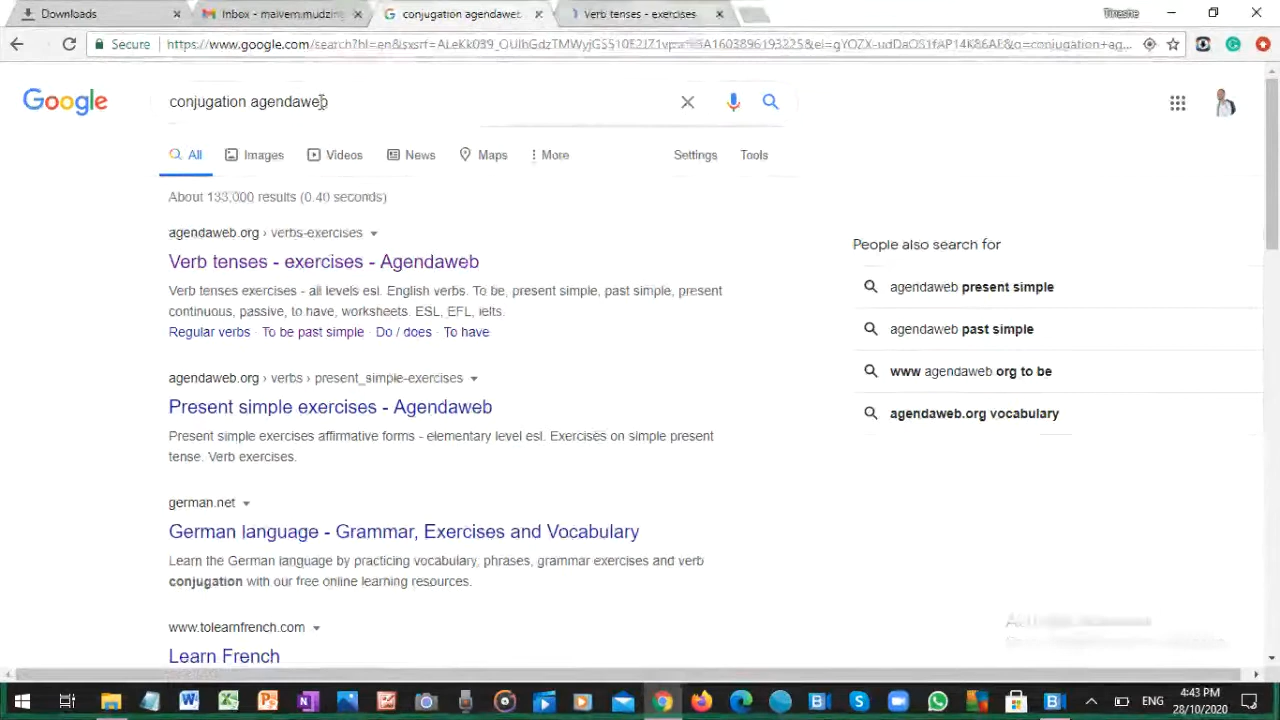 Downloads
Inbox - malvern.mudzin
conjugation agendawet
Verb tenses - exercises
Tinashe
Secure
Google
conjugation agendaweb
All
Images
Videos
News
Maps
More
Settings
Tools
About 133,000 results (0.40 seconds)
agendaweb.org › verbs-exercises
Verb tenses - exercises - Agendaweb
Verb tenses exercises - all levels esl. English verbs. To be, present simple, past simple, present
continuous, passive, to have, worksheets. ESL, EFL, ielts.
Regular verbs · To be past simple · Do / does · To have
agendaweb.org › verbs › present_simple-exercises
Present simple exercises - Agendaweb
Present simple exercises affirmative forms - elementary level esl. Exercises on simple present
tense. Verb exercises.
german.net
German language - Grammar, Exercises and Vocabulary
Learn the German language by practicing vocabulary, phrases, grammar exercises and verb
conjugation with our free online learning resources.
www.tolearnfrench.com
Learn French
People also search for
agendaweb present simple
agendaweb past simple
www agendaweb org to be
agendaweb.org vocabulary
ENG
4:43 PM
28/10/2020